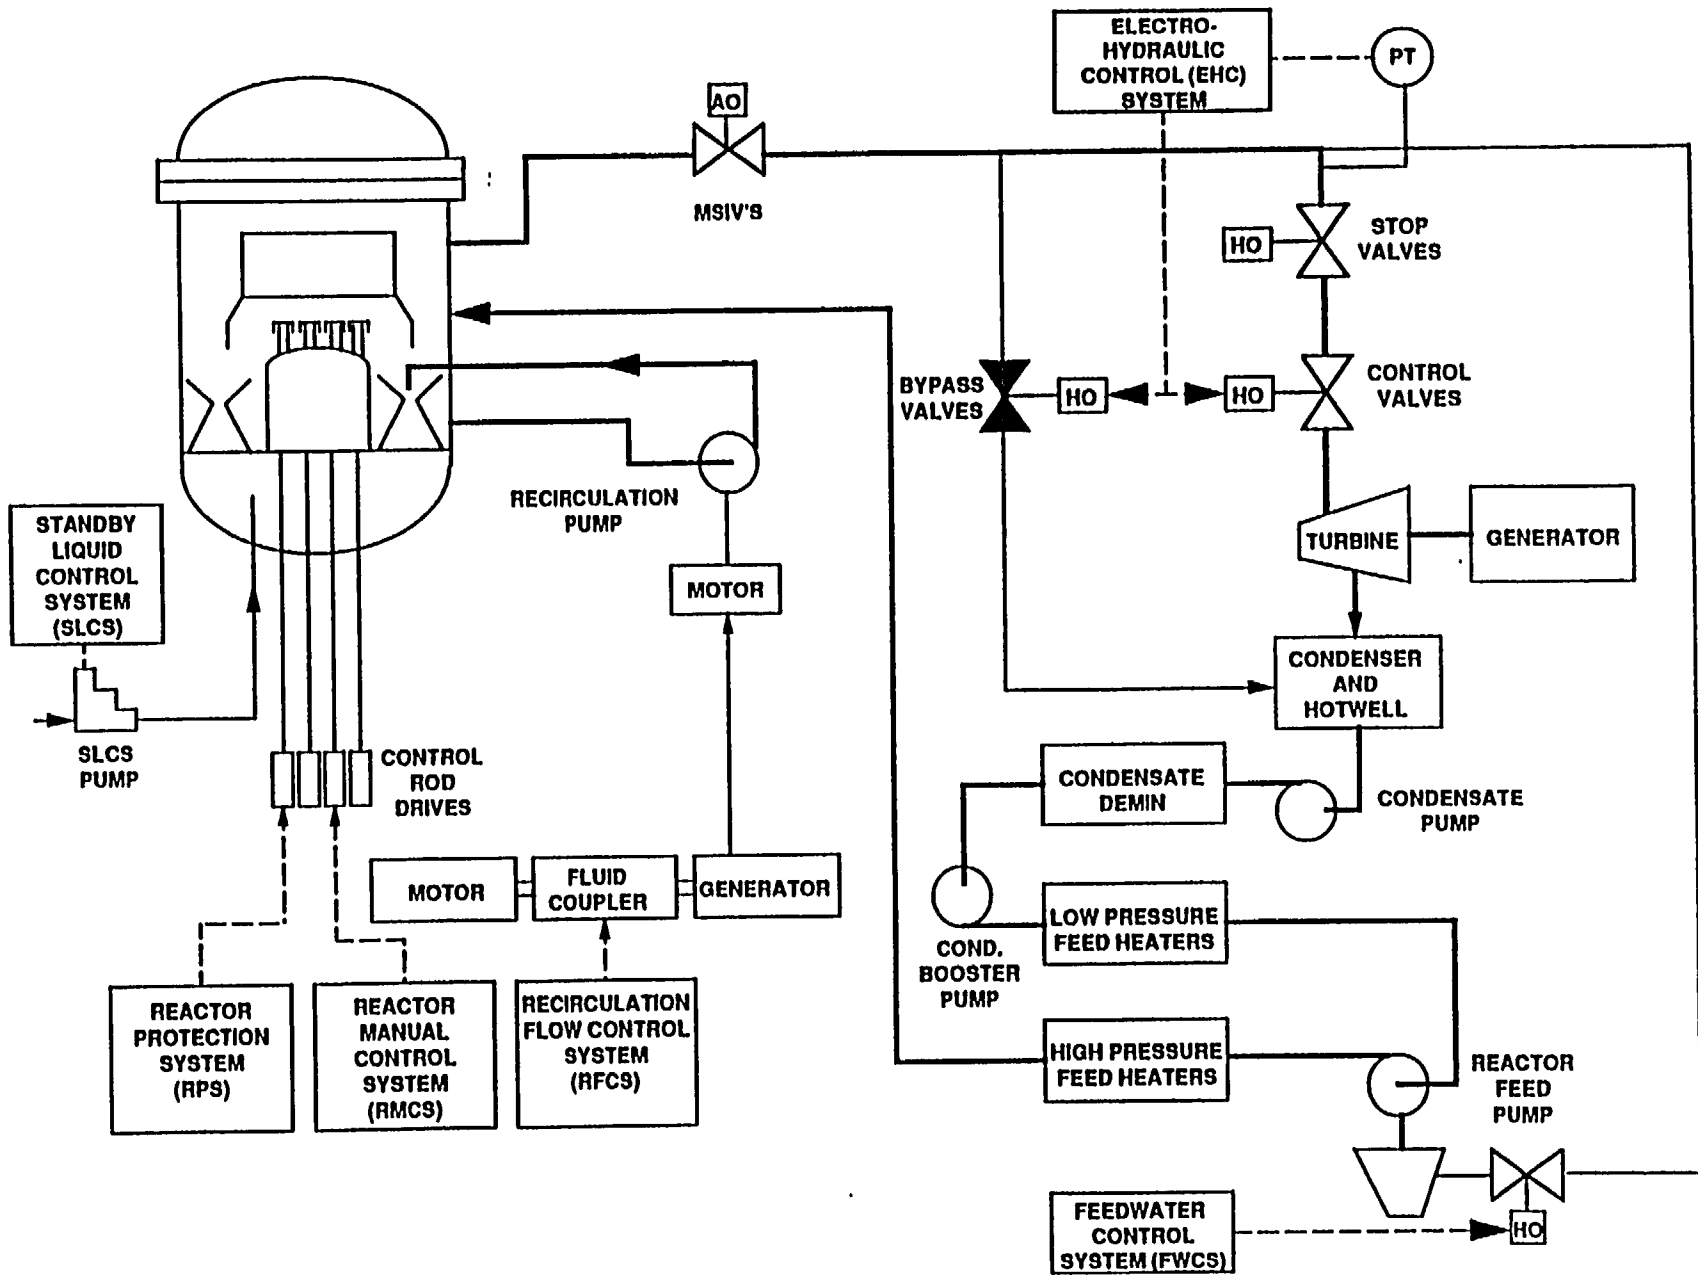 ELECTRO-
HYDRAULIC
CONTROL (EHC)
SYSTEM
PT
AO
MSIV'S
HO
STOP
VALVES
BYPASS
VALVES
HO
HO
CONTROL
VALVES
RECIRCULATION
PUMP
STANDBY
LIQUID
CONTROL
SYSTEM
(SLCS)
TURBINE
GENERATOR
MOTOR
CONDENSER
AND
HOTWELL
SLCS
PUMP
CONTROL
ROD
DRIVES
CONDENSATE
DEMIN
CONDENSATE
PUMP
MOTOR
FLUID
COUPLER
GENERATOR
LOW PRESSURE
FEED HEATERS
COND.
BOOSTER
PUMP
REACTOR
PROTECTION
SYSTEM
(RPS)
REACTOR
MANUAL
CONTROL
SYSTEM
(RMCS)
RECIRCULATION
FLOW CONTROL
SYSTEM
(RFCS)
HIGH PRESSURE
FEED HEATERS
REACTOR
FEED
PUMP
FEEDWATER
CONTROL
SYSTEM (FWCS)
HO